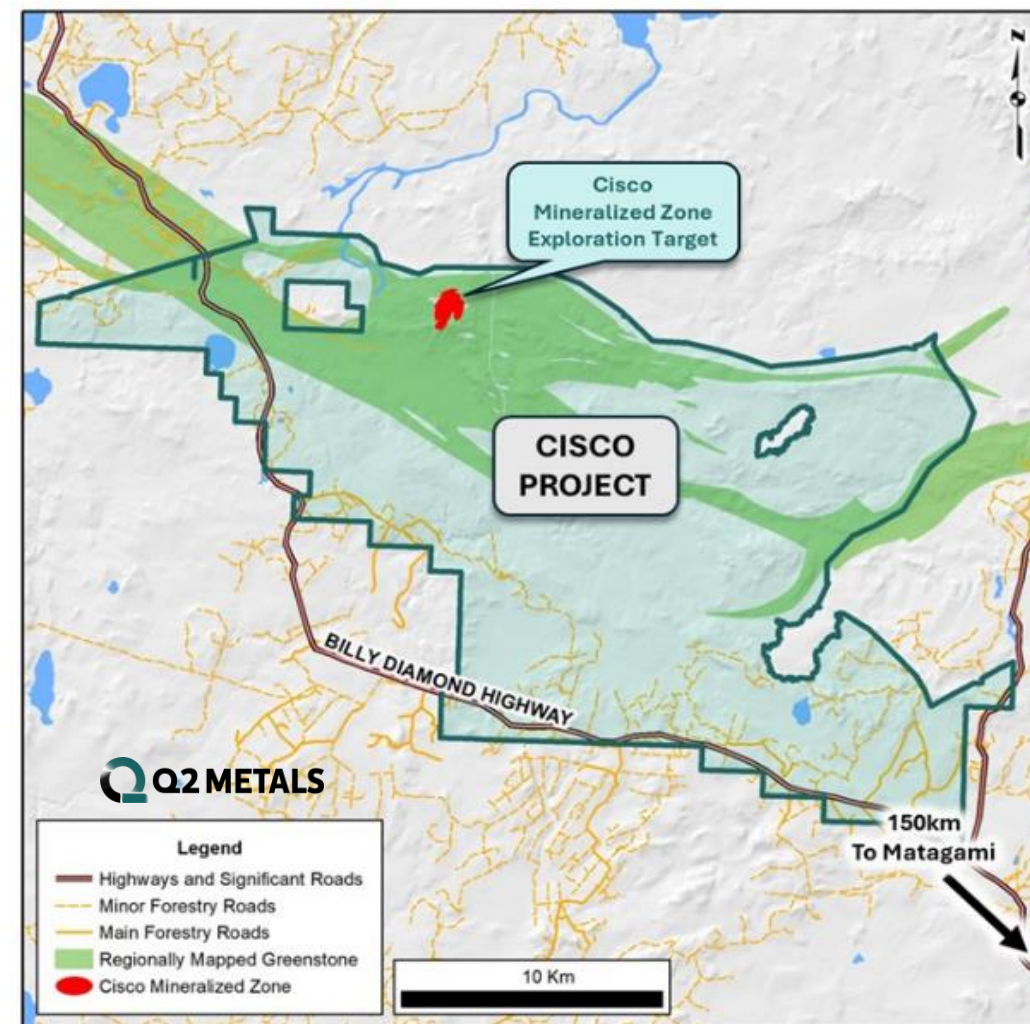 N
Cisco
Mineralized Zone
Exploration Target
CISCO
PROJECT
BILLY DIAMOND HIGHWAY
Q2 METALS
150km
To Matagami
Legend
Highways and Significant Roads
Minor Forestry Roads
Main Forestry Roads
Regionally Mapped Greenstone
Cisco Mineralized Zone
10 Km